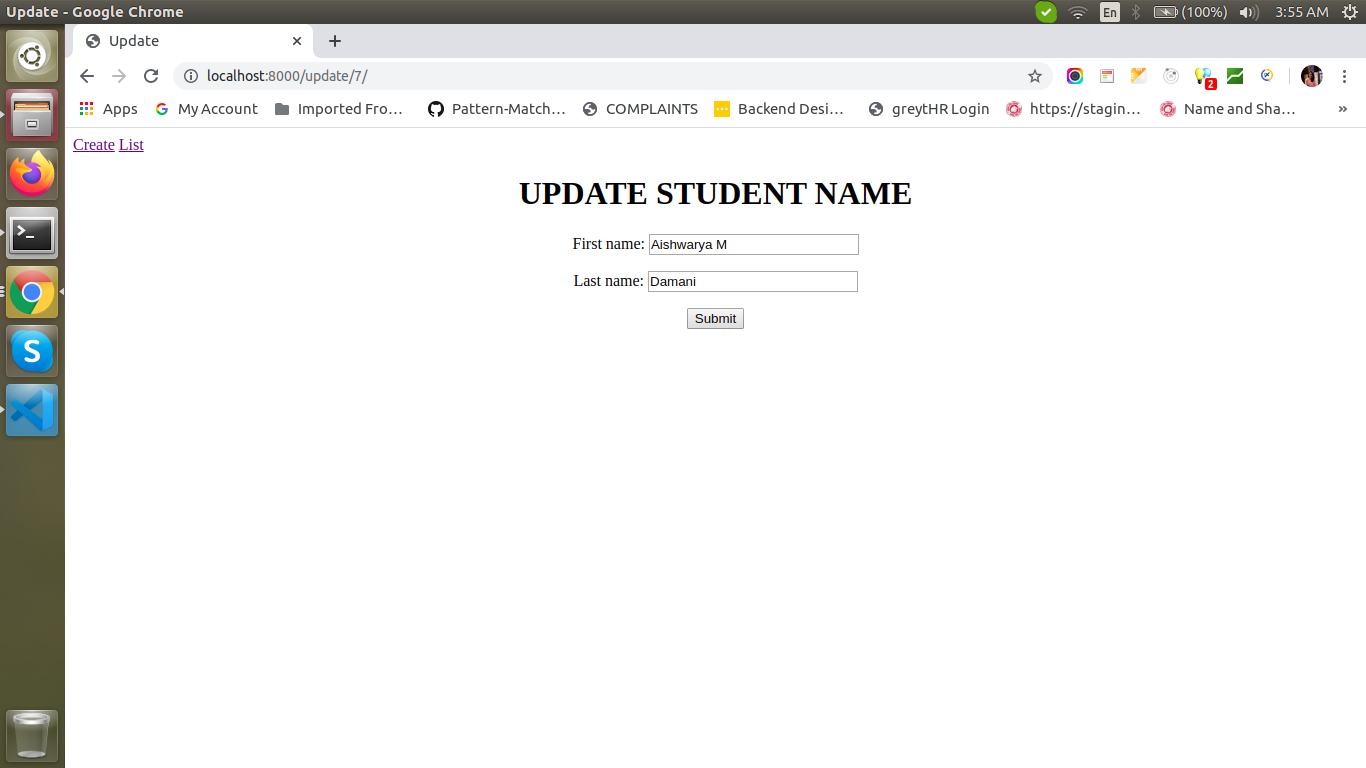 Update - Google Chrome
En
(100%)
3:55 AM
Update
localhost:8000/update/7/
2
Apps
My Account
Imported Fro...
Pattern-Match...
COMPLAINTS
Backend Desi...
greytHR Login
https://stagin...
Name and Sha...
»
Create List
UPDATE STUDENT NAME
First name: Aishwarya M
Last name: Damani
Submit